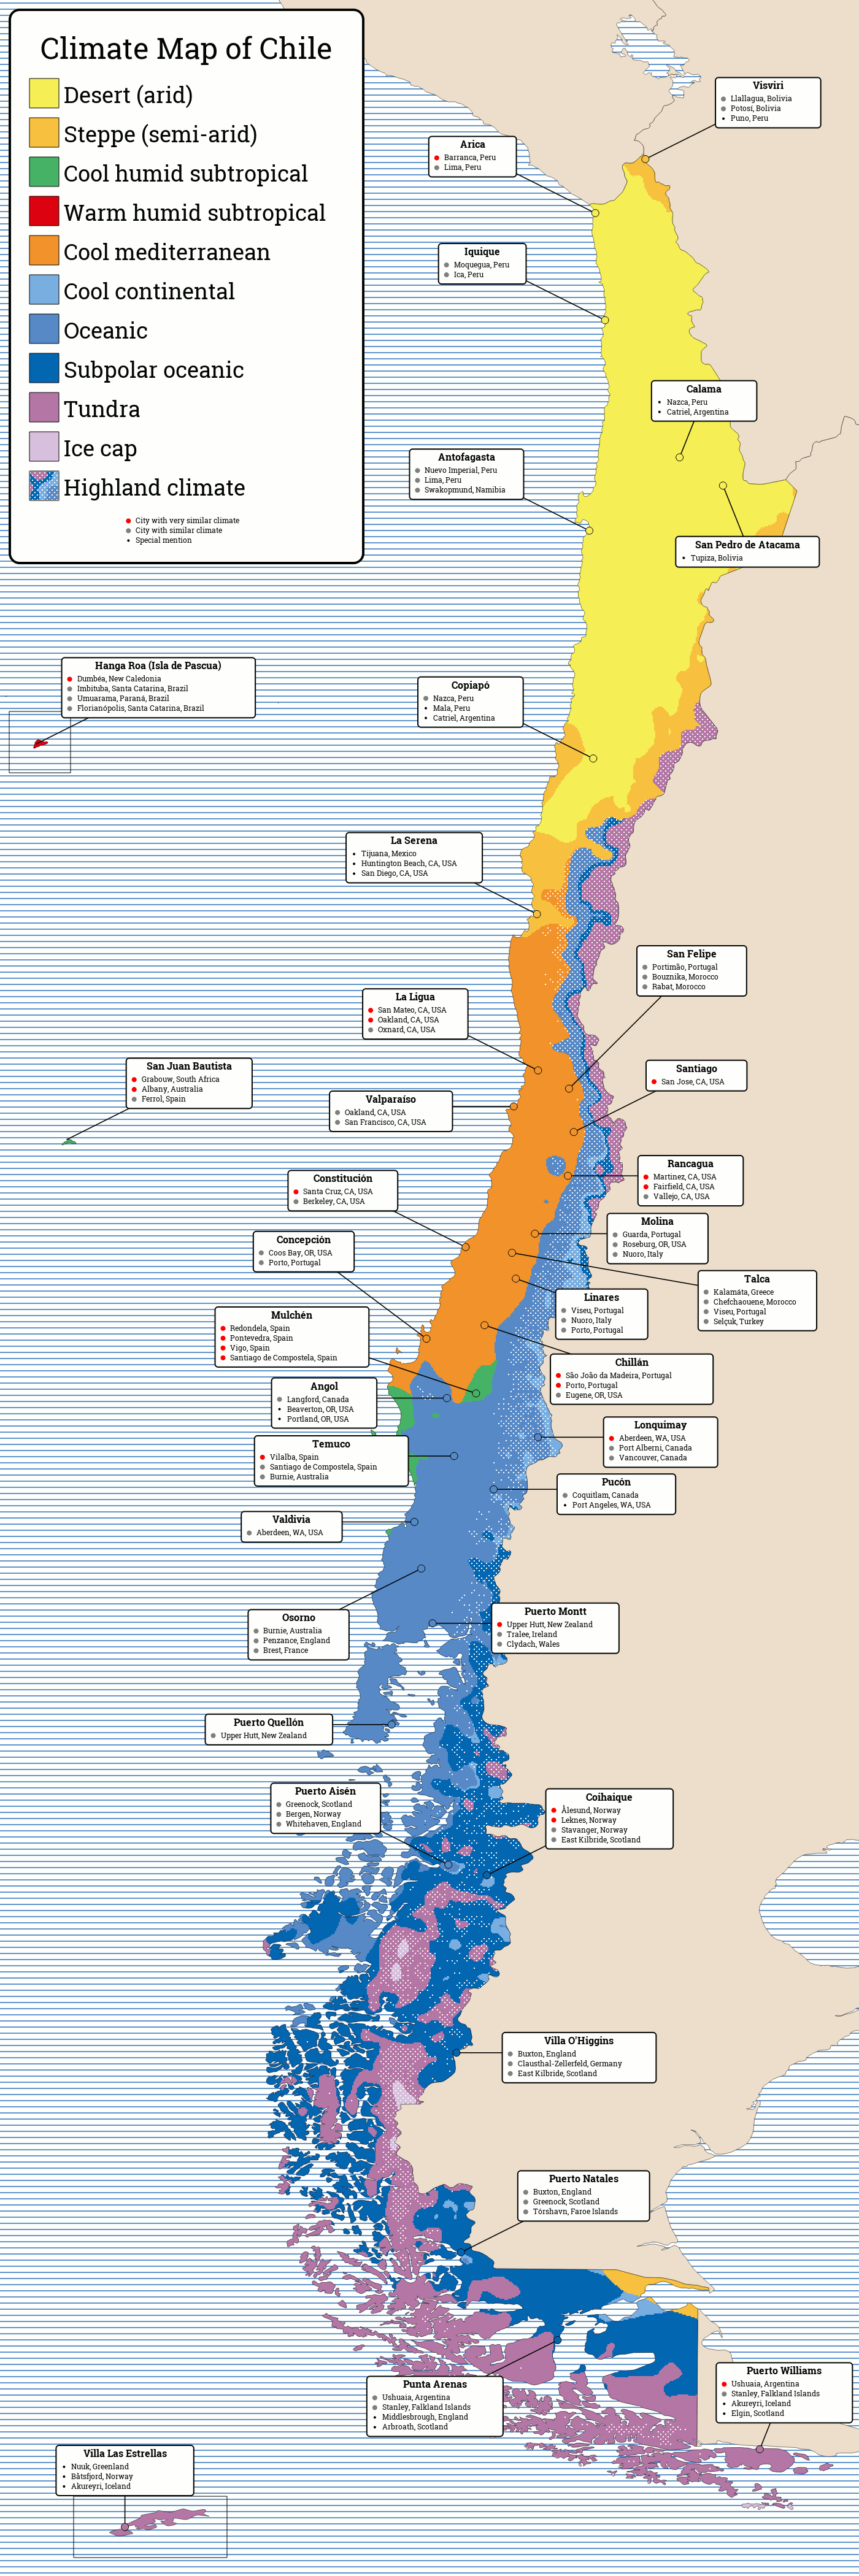 Climate Map of Chile
Desert (arid)
Steppe (semi-arid)
Cool humid subtropical
Warm humid subtropical
Cool mediterranean
Cool continental
Oceanic
Subpolar oceanic
Tundra
Ice cap
Highland climate
City with very similar climate
City with similar climate
Special mention
Visviri
Llallagua, Bolivia
Potosí, Bolivia
Puno, Peru
Arica
Barranca, Peru
Lima, Peru
Iquique
Moquegua, Peru
Ica, Peru
Calama
Nazca, Peru
Catriel, Argentina
Antofagasta
Nuevo Imperial, Peru
Lima, Peru
Swakopmund, Namibia
San Pedro de Atacama
Tupiza, Bolivia
Hanga Roa (Isla de Pascua)
Dumbéa, New Caledonia
Imbituba, Santa Catarina, Brazil
Umuarama, Paraná, Brazil
Florianópolis, Santa Catarina, Brazil
Copiapó
Nazca, Peru
Mala, Peru
Catriel, Argentina
La Serena
Tijuana, Mexico
Huntington Beach, CA, USA
San Diego, CA, USA
San Felipe
Portimão, Portugal
Bouznika, Morocco
Rabat, Morocco
La Ligua
San Mateo, CA, USA
Oakland, CA, USA
Oxnard, CA, USA
San Juan Bautista
Grabouw, South Africa
Albany, Australia
Ferrol, Spain
Santiago
San Jose, CA, USA
Valparaíso
Oakland, CA, USA
San Francisco, CA, USA
Rancagua
Martinez, CA, USA
Fairfield, CA, USA
Vallejo, CA, USA
Constitución
Santa Cruz, CA, USA
Berkeley, CA, USA
Molina
Guarda, Portugal
Roseburg, OR, USA
Nuoro, Italy
Concepción
Coos Bay, OR, USA
Porto, Portugal
Talca
Kalamáta, Greece
Chefchaouene, Morocco
Viseu, Portugal
Selçuk, Turkey
Linares
Viseu, Portugal
Nuoro, Italy
Porto, Portugal
Mulchén
Redondela, Spain
Pontevedra, Spain
Vigo, Spain
Santiago de Compostela, Spain
Chillán
São João da Madeira, Portugal
Porto, Portugal
Eugene, OR, USA
Angol
Langford, Canada
Beaverton, OR, USA
Portland, OR, USA
Lonquimay
Aberdeen, WA, USA
Port Alberni, Canada
Vancouver, Canada
Temuco
Vilalba, Spain
Santiago de Compostela, Spain
Burnie, Australia
Pucón
Coquitlam, Canada
Port Angeles, WA, USA
Valdivia
Aberdeen, WA, USA
Osorno
Burnie, Australia
Penzance, England
Brest, France
Puerto Montt
Upper Hutt, New Zealand
Tralee, Ireland
Clydach, Wales
Puerto Quellón
Upper Hutt, New Zealand
Puerto Aisén
Greenock, Scotland
Bergen, Norway
Whitehaven, England
Coihaique
Ålesund, Norway
Leknes, Norway
Stavanger, Norway
East Kilbride, Scotland
Villa O'Higgins
Buxton, England
Clausthal-Zellerfeld, Germany
East Kilbride, Scotland
Puerto Natales
Buxton, England
Greenock, Scotland
Tórshavn, Faroe Islands
Punta Arenas
Ushuaia, Argentina
Stanley, Falkland Islands
Middlesbrough, England
Arbroath, Scotland
Puerto Williams
Ushuaia, Argentina
Stanley, Falkland Islands
Akureyri, Iceland
Elgin, Scotland
Villa Las Estrellas
Nuuk, Greenland
Båtsfjord, Norway
Akureyri, Iceland